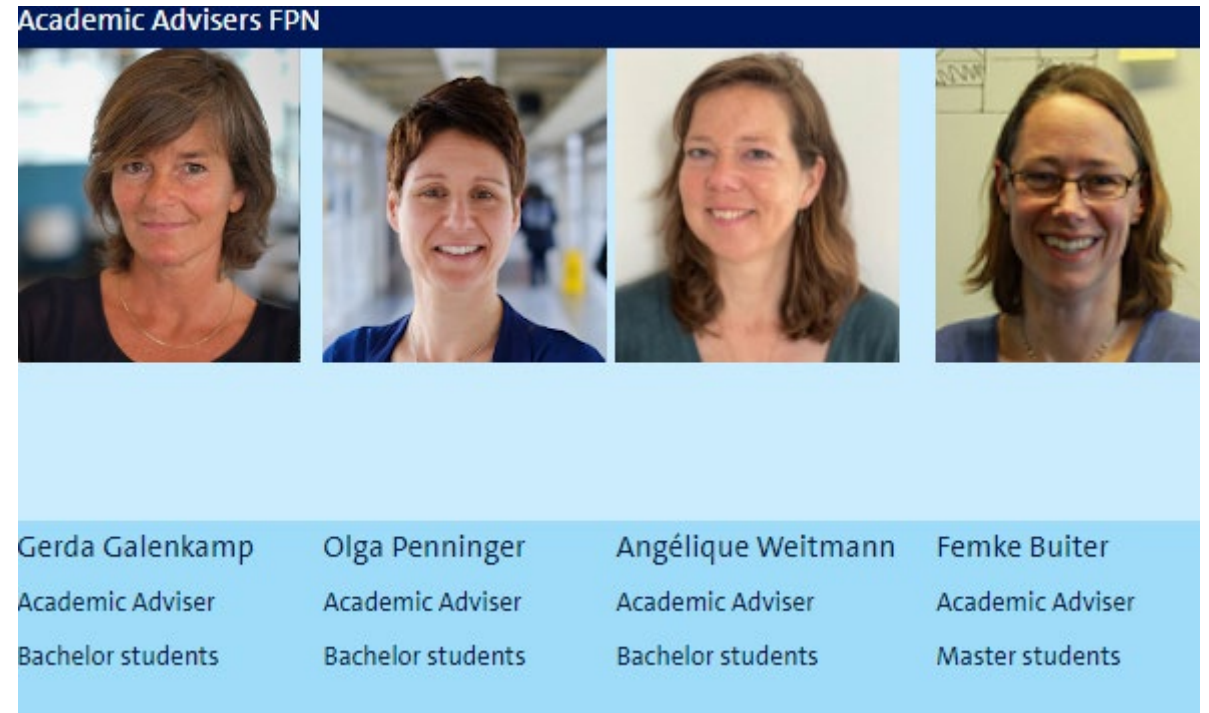 Academic Advisers FPN
Gerda Galenkamp
Olga Penninger
Angélique Weitmann
Femke Buiter
Academic Adviser
Academic Adviser
Academic Adviser
Academic Adviser
Bachelor students
Bachelor students
Bachelor students
Master students